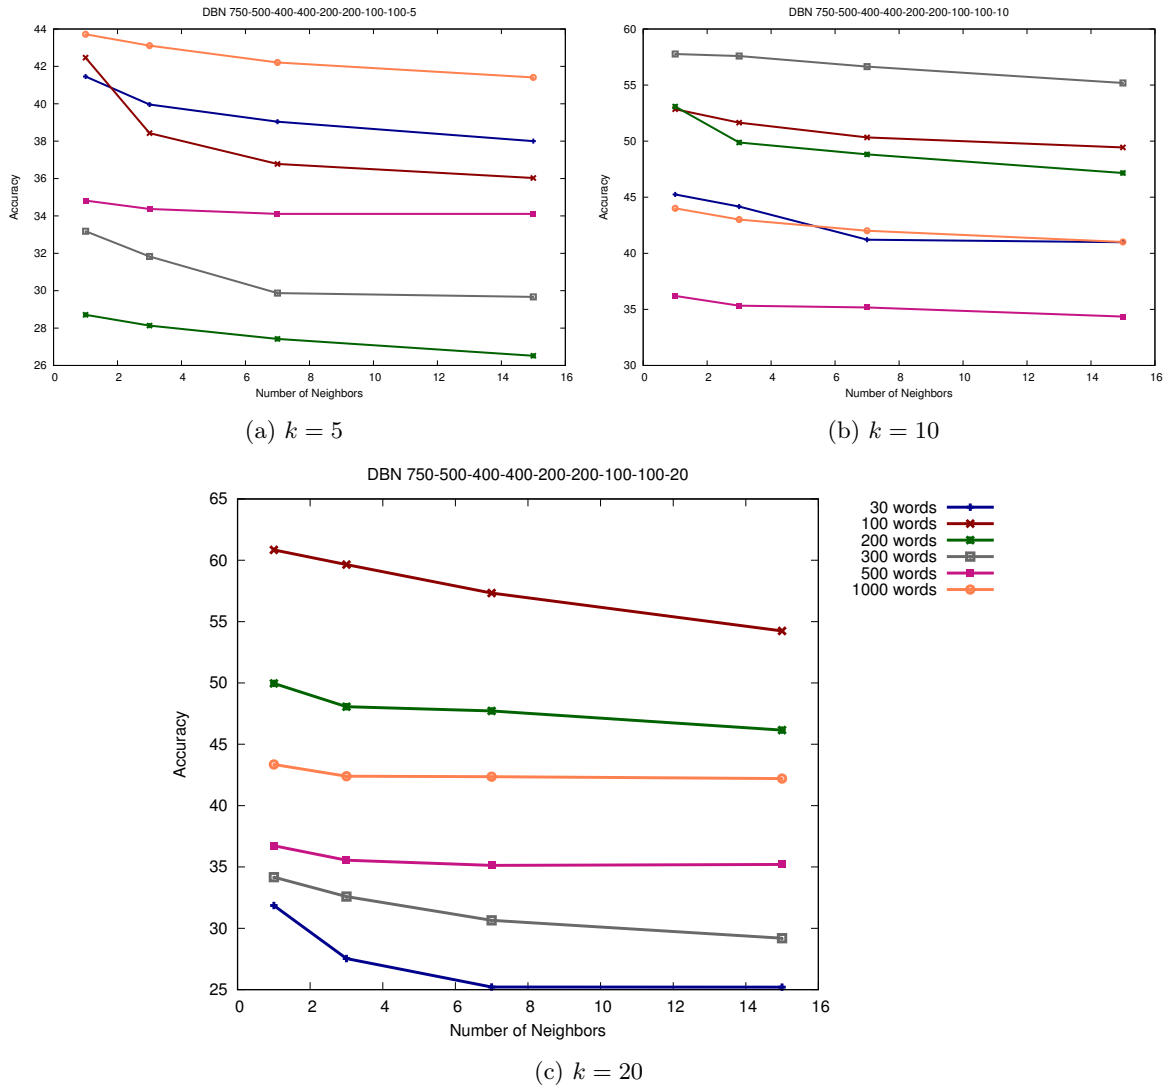 DBN 750-500-400-400-200-200-100-100-5
44
42
40
38
36
34
32
30
28
26
Accuracy
0 2 4 6 8 10 12 14 16
Number of Neighbors
(a) k = 5
DBN 750-500-400-400-200-200-100-100-10
60
55
50
45
40
35
30
Accuracy
0 2 4 6 8 10 12 14 16
Number of Neighbors
(b) k = 10
DBN 750-500-400-400-200-200-100-100-20
65
60
55
50
45
40
35
30
25
Accuracy
0 2 4 6 8 10 12 14 16
Number of Neighbors
30 words
100 words
200 words
300 words
500 words
1000 words
(c) k = 20